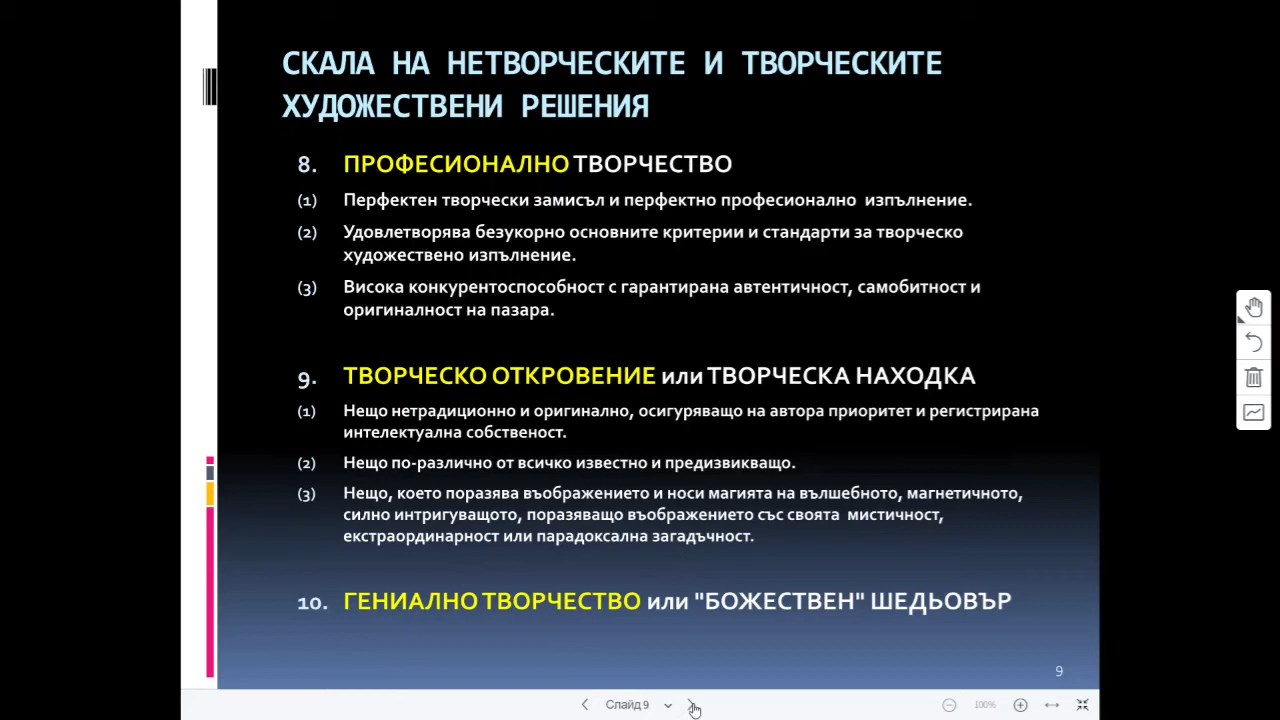 СКАЛА НА НЕТВОРЧЕСКИТЕ И ТВОРЧЕСКИТЕ
ХУДОЖЕСТВЕНИ РЕШЕНИЯ
8. ПРОФЕСИОНАЛНО ТВОРЧЕСТВО
(1) Перфектен творчески замисъл и перфектно професионално изпълнение.
(2) Удовлетворява безукорно основните критерии и стандарти за творческо
художествено изпълнение.
(3) Висока конкурентоспособност с гарантирана автентичност, самобитност и
оригиналност на пазара.
9. ТВОРЧЕСКО ОТКРОВЕНИЕ или ТВОРЧЕСКА НАХОДКА
(1) Нещо нетрадиционно и оригинално, осигуряващо на автора приоритет и регистрирана
интелектуална собственост.
(2) Нещо по-различно от всичко известно и предизвикващо.
(3) Нещо, което поразява въображението и носи магията на вълшебното, магнетичното,
силно интригуващото, поразяващо въображението със своята мистичност,
екстраординарност или парадоксална загадъчност.
10. ГЕНИАЛНО ТВОРЧЕСТВО или "БОЖЕСТВЕН" ШЕДЬОВЪР
9
Слайд 9
100%